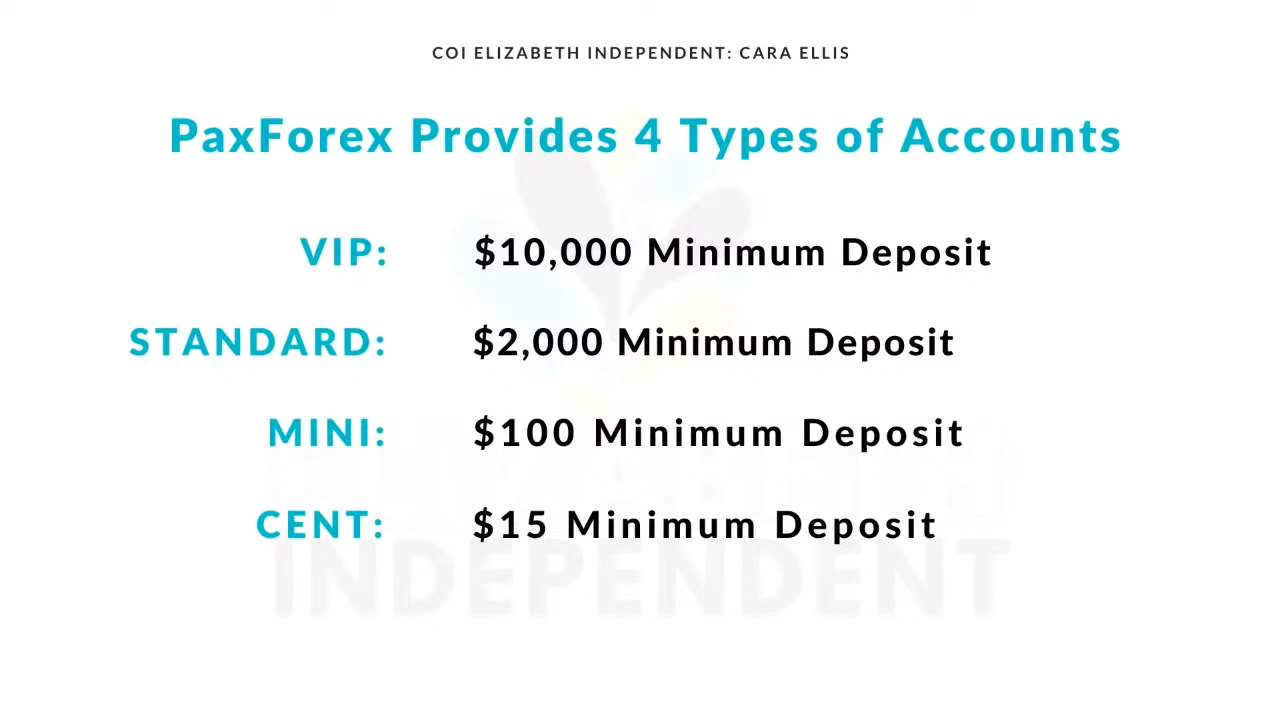 COI ELIZABETH INDEPENDENT: CARA ELLIS
PaxForex Provides 4 Types of Accounts
VIP: $10,000 Minimum Deposit
STANDARD: $2,000 Minimum Deposit
MINI: $100 Minimum Deposit
CENT: $15 Minimum Deposit
INDEPENDENT